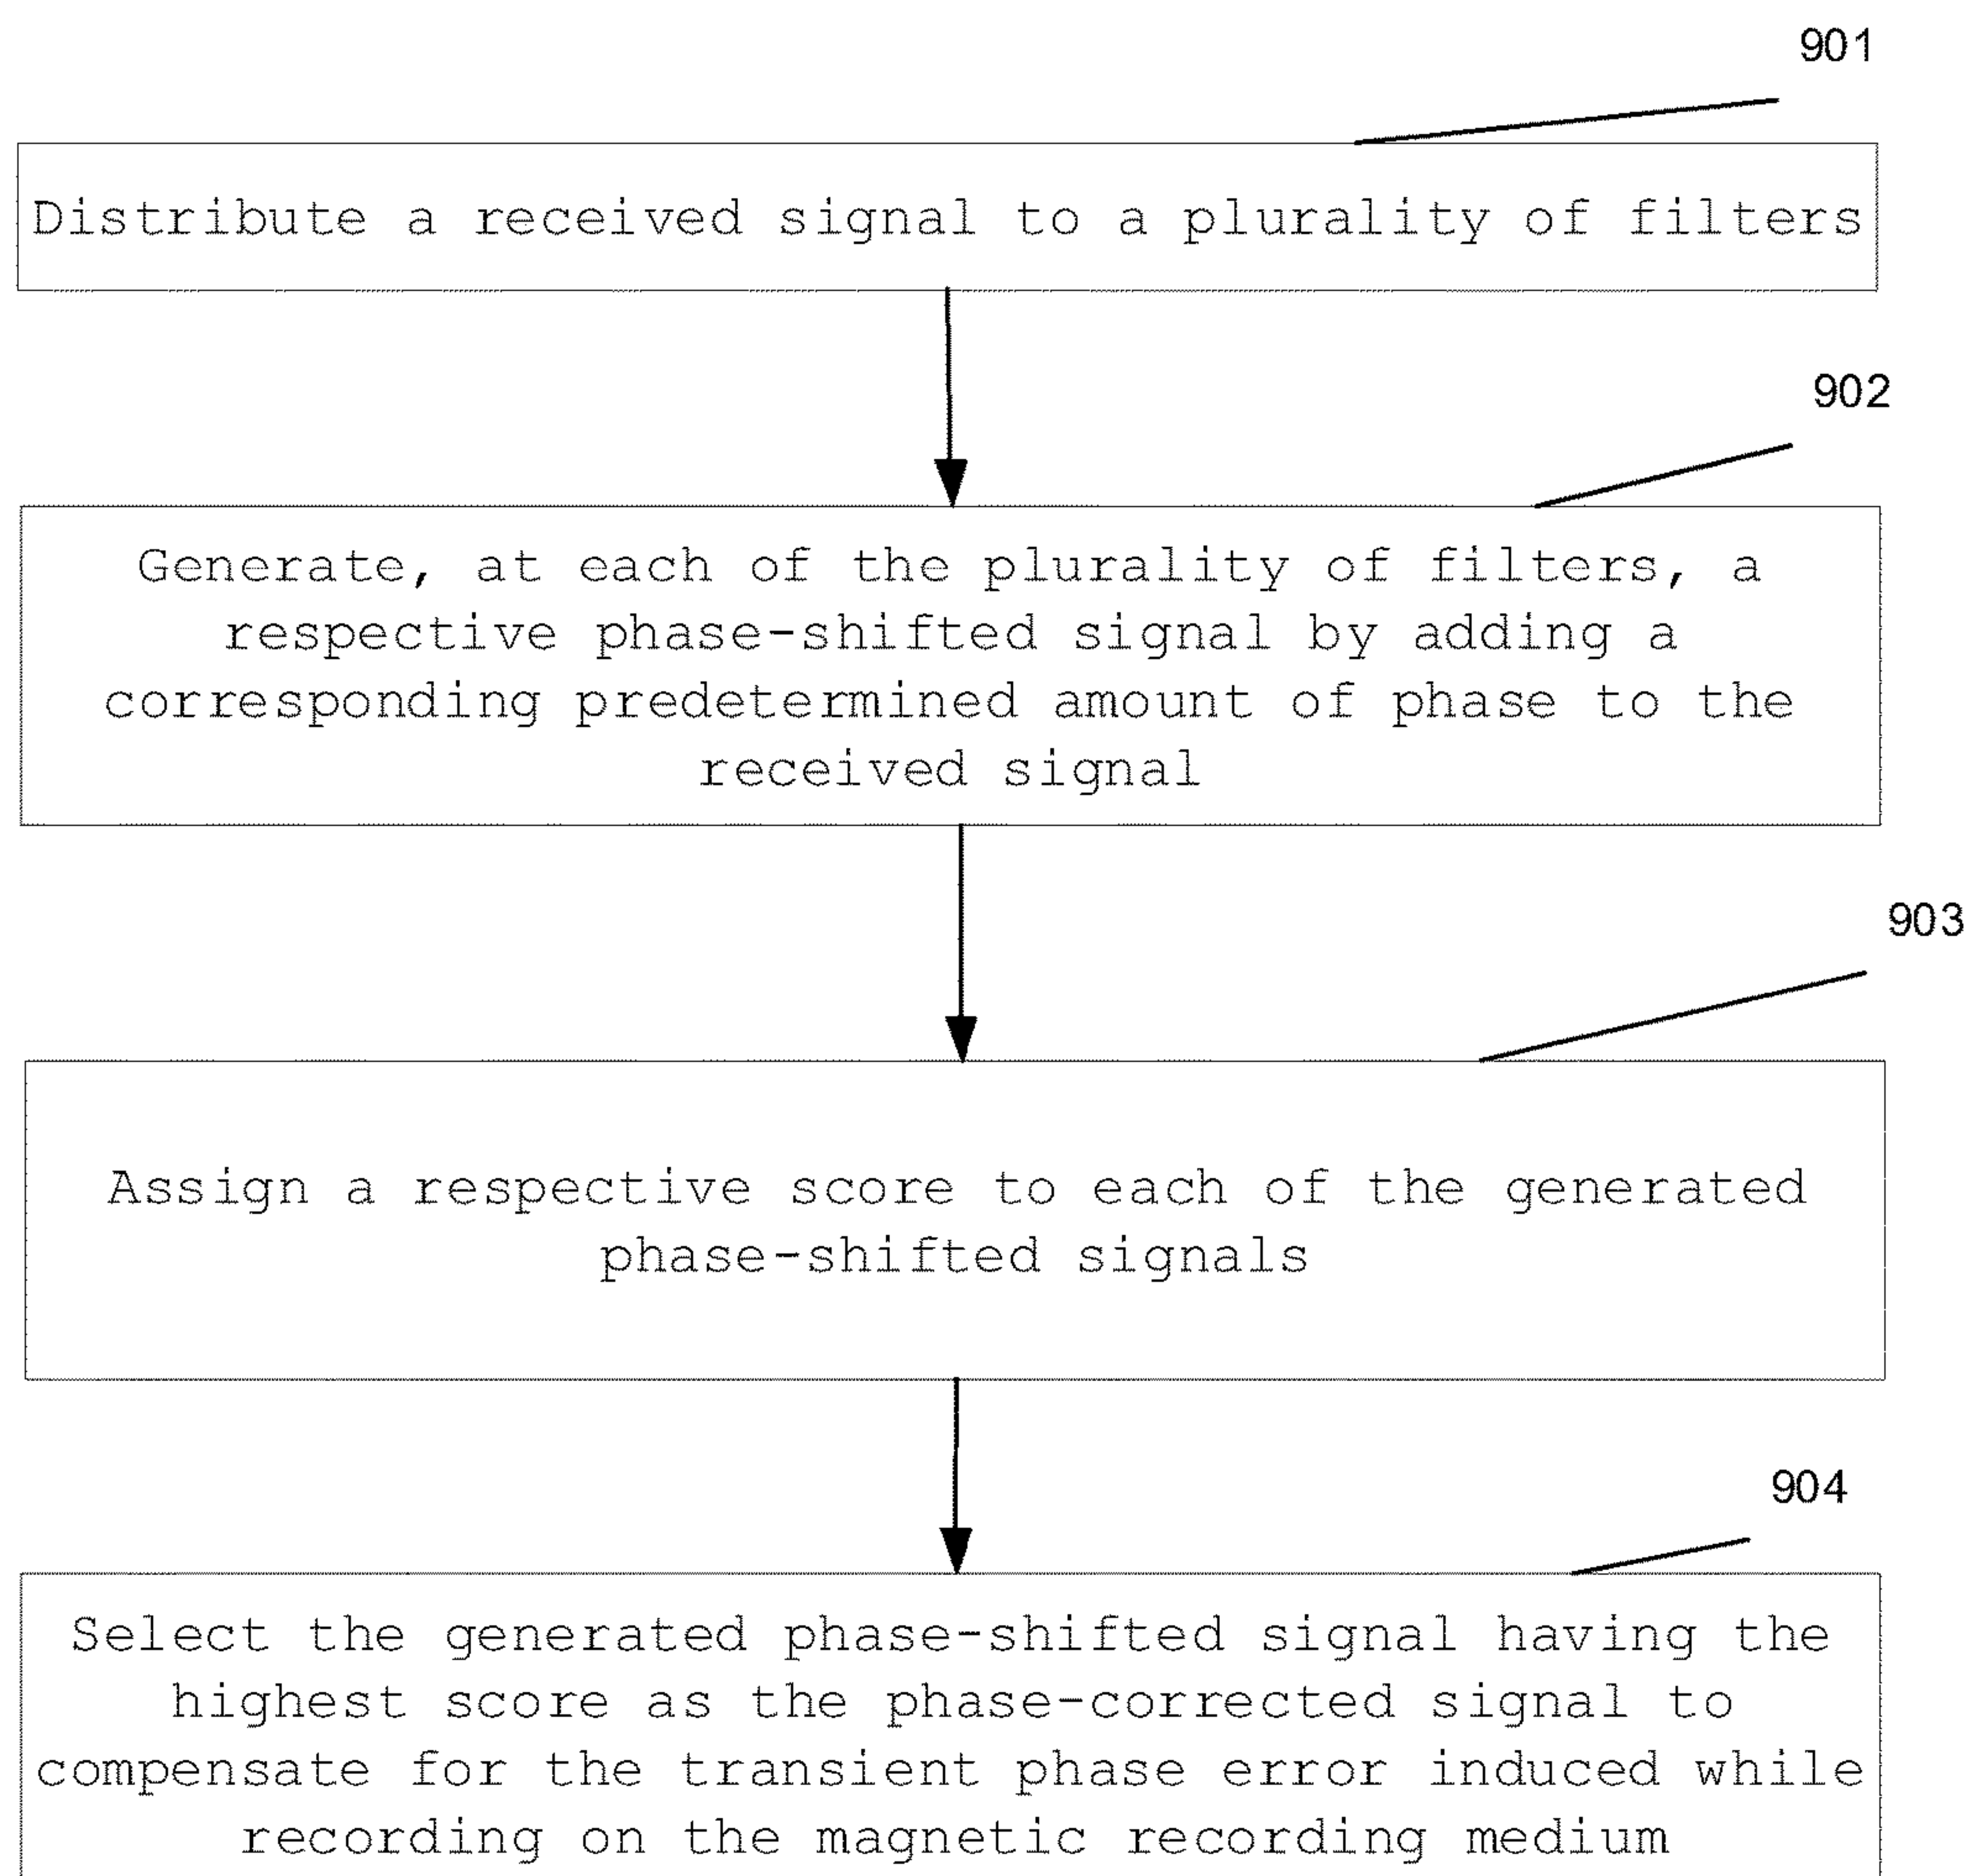 901
Distribute a received signal to a plurality of filters
902
Generate, at each of the plurality of filters, a
respective phase-shifted signal by adding a
corresponding predetermined amount of phase to the
received signal
903
Assign a respective score to each of the generated
phase-shifted signals
904
Select the generated phase-shifted signal having the
highest score as the phase-corrected signal to
compensate for the transient phase error induced while
recording on the magnetic recording medium